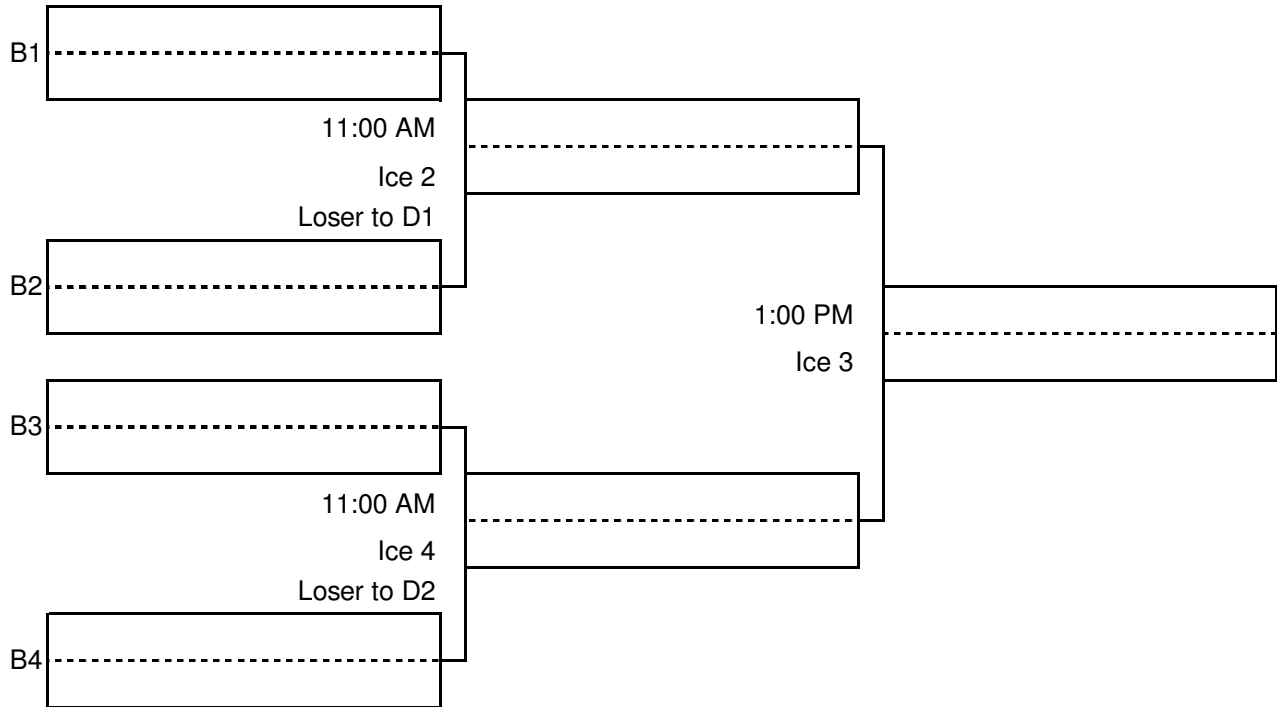 B1
11:00 AM
Ice 2
Loser to D1
B2
1:00 PM
Ice 3
B3
11:00 AM
Ice 4
Loser to D2
B4